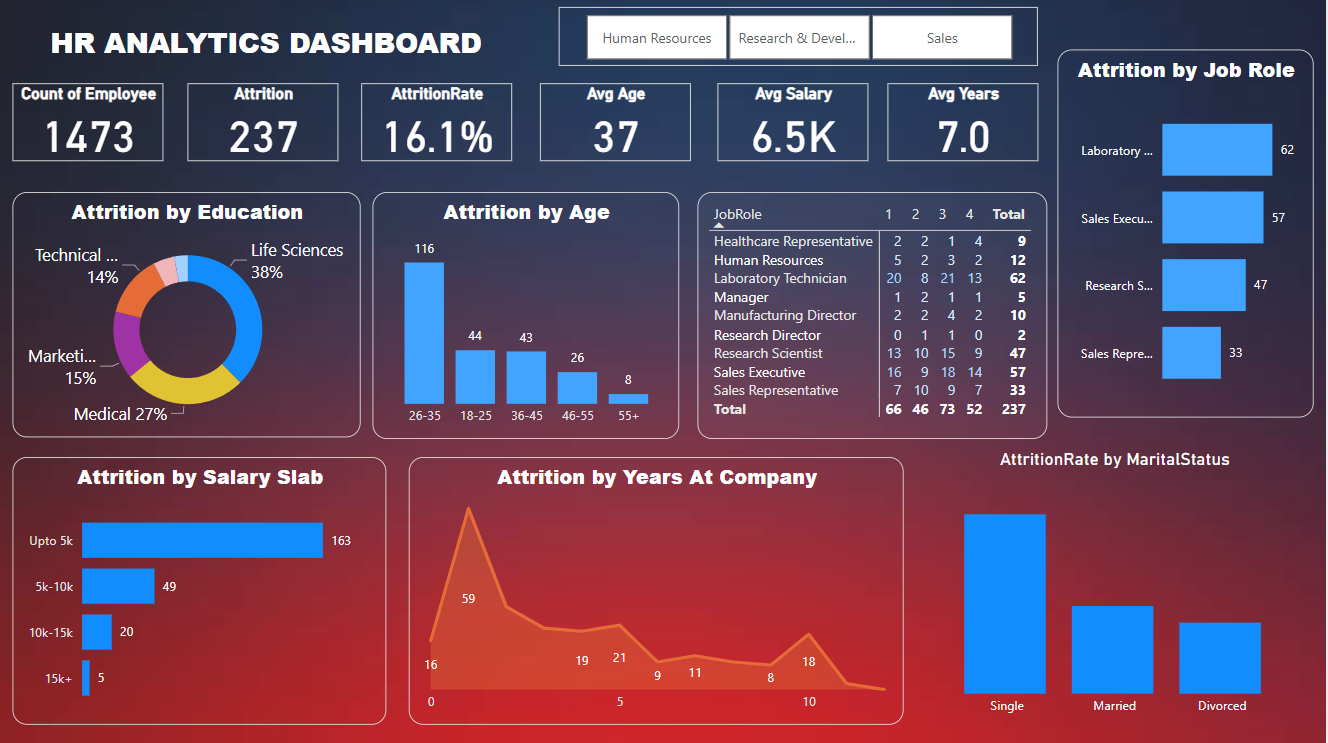 HR ANALYTICS DASHBOARD
Human Resources
Research & Devel...
Sales
Count of Employee
1473
Attrition
237
AttritionRate
16.1%
Avg Age
37
Avg Salary
6.5K
Avg Years
7.0
Attrition by Job Role
Laboratory ... 62
Sales Execu... 57
Research S... 47
Sales Repre... 33
Attrition by Education
Life Sciences
38%
Technical ...
14%
Marketi...
15%
Medical 27%
Attrition by Age
116
44
43
26
8
26-35 18-25 36-45 46-55 55+
JobRole 1 2 3 4 Total
Healthcare Representative 2 2 1 4 9
Human Resources 5 2 3 2 12
Laboratory Technician 20 8 21 13 62
Manager 1 2 1 1 5
Manufacturing Director 2 2 4 2 10
Research Director 0 1 1 0 2
Research Scientist 13 10 15 9 47
Sales Executive 16 9 18 14 57
Sales Representative 7 10 9 7 33
Total 66 46 73 52 237
Attrition by Salary Slab
Upto 5k 163
5k-10k 49
10k-15k 20
15k+ 5
Attrition by Years At Company
16
59
19
21
9
11
8
18
0 5 10
AttritionRate by MaritalStatus
Single Married Divorced